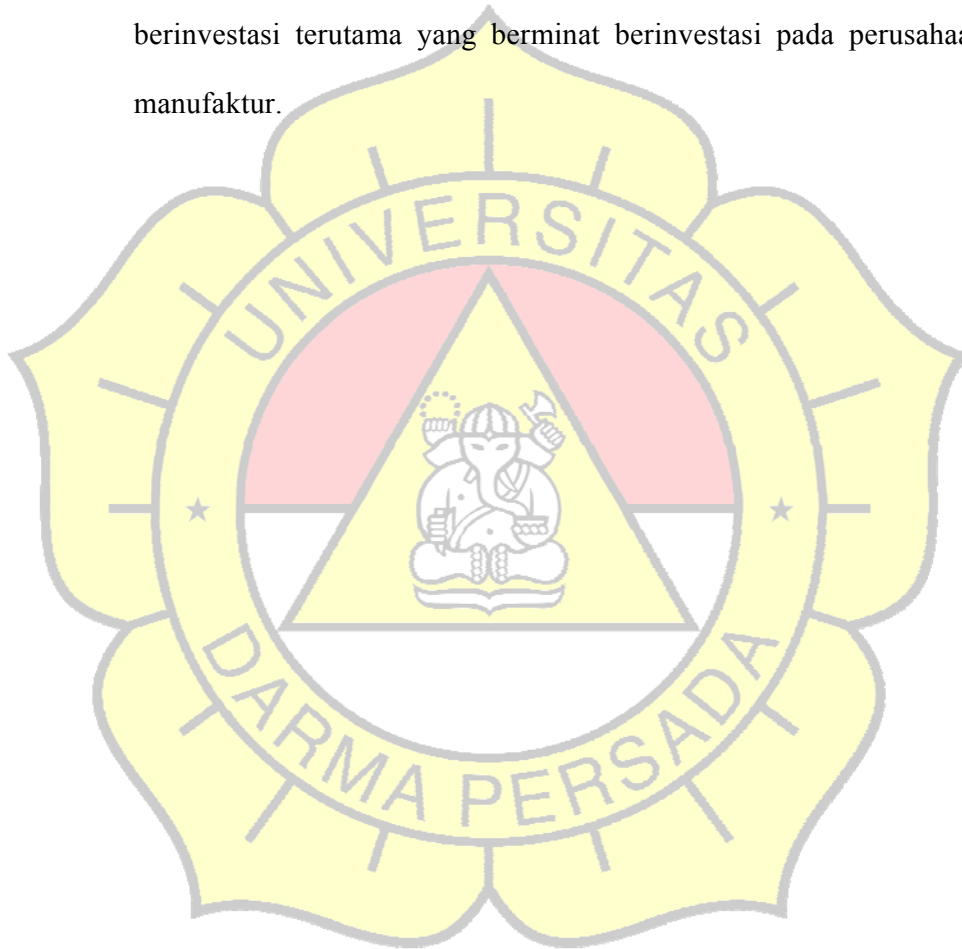 berinvestasi terutama yang berminat berinvestasi pada perusahaa
manufaktur.
UNIVERSITAS
DARMA PERSADA